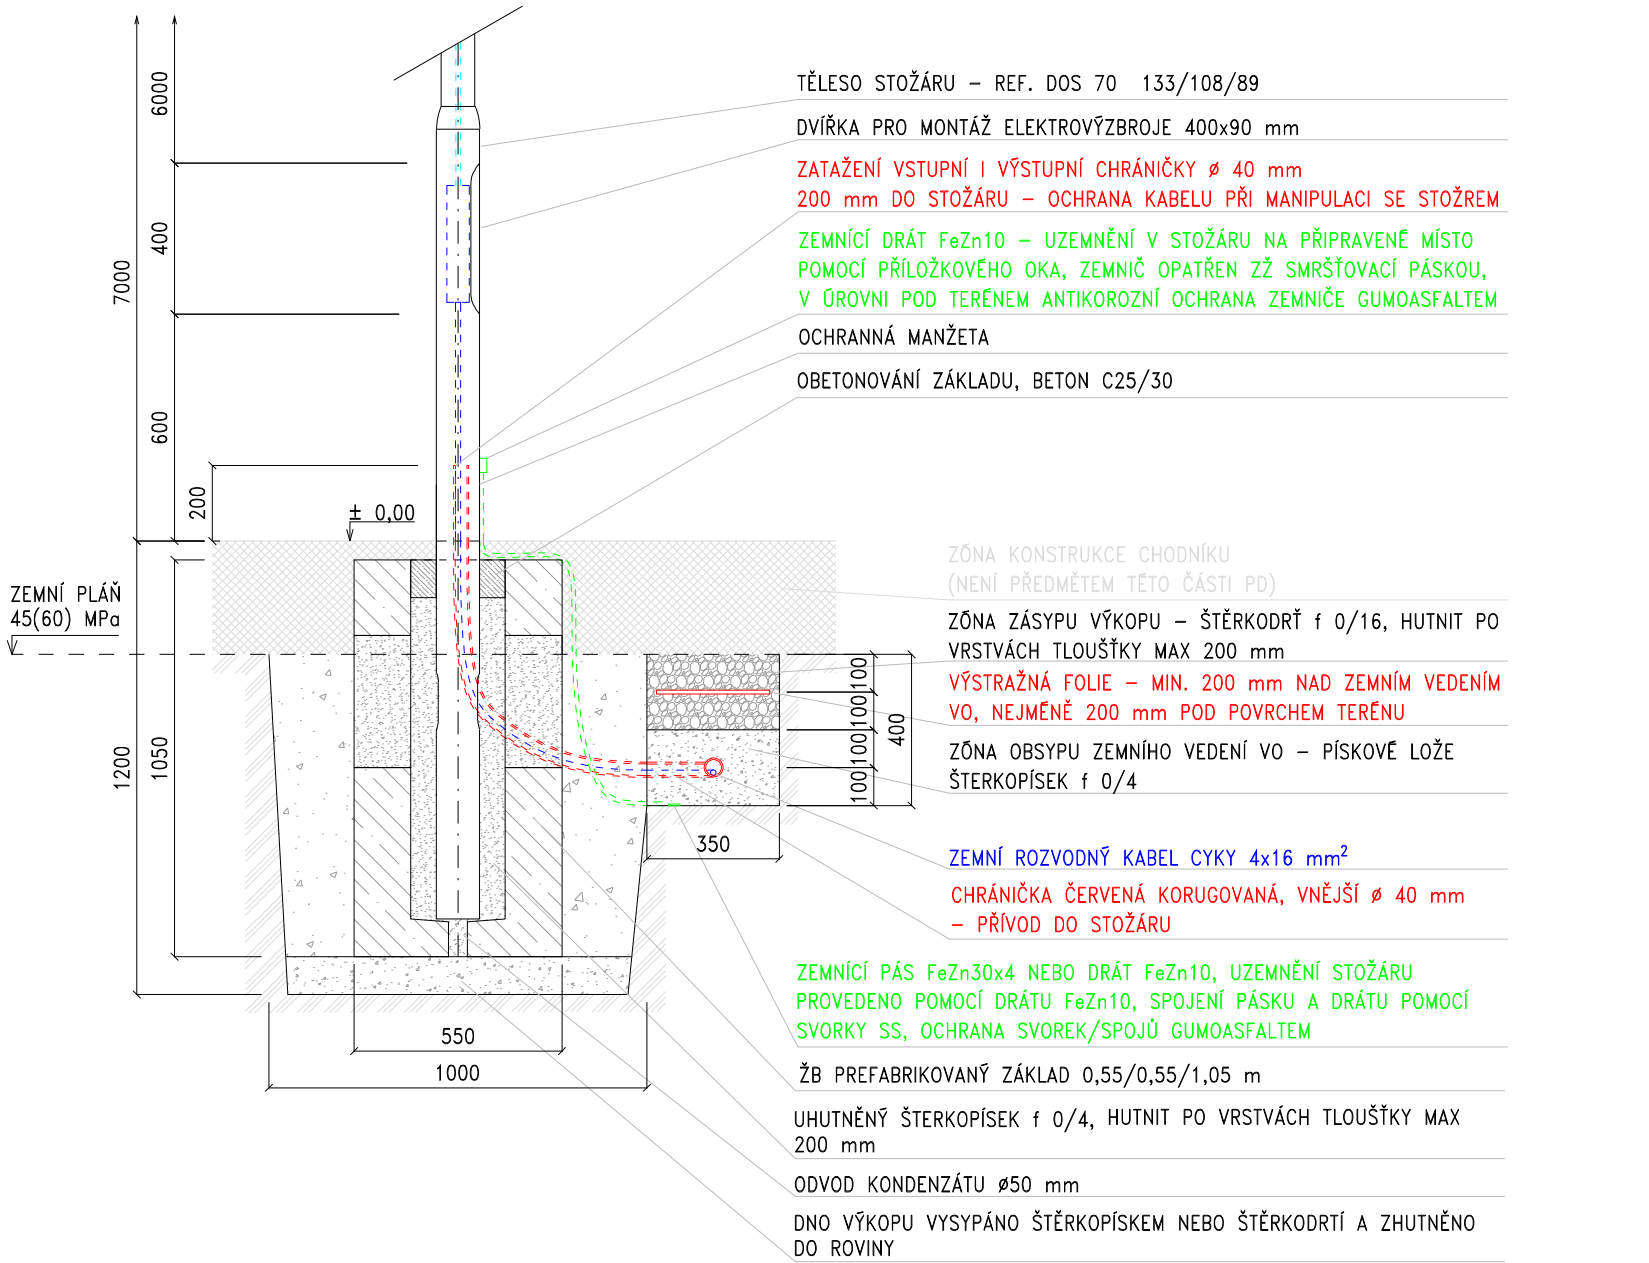 TĚLESO STOŽÁRU – REF. DOS 70 133/108/89
DVÍŘKA PRO MONTÁŽ ELEKTROVÝZBROJE 400x90 mm
ZATAŽENÍ VSTUPNÍ I VÝSTUPNÍ CHRÁNIČKY ø 40 mm
200 mm DO STOŽÁRU – OCHRANA KABELU PŘI MANIPULACI SE STOŽREM
ZEMNÍCÍ DRÁT FeZn10 – UZEMNĚNÍ V STOŽÁRU NA PŘIPRAVENÉ MÍSTO
POMOCÍ PŘÍLOŽKOVÉHO OKA, ZEMNIČ OPATŘEN ZŽ SMRŠŤOVACÍ PÁSKOU,
V ÚROVNI POD TERÉNEM ANTIKOROZNÍ OCHRANA ZEMNIČE GUMOASFALTEM
OCHRANNÁ MANŽETA
OBETONOVÁNÍ ZÁKLADU, BETON C25/30
6000
400
7000
600
200
± 0,00
ZEMNÍ PLÁŇ
45(60) MPa
1200
1050
550
1000
350
100
100
100
100
400
ZÓNA KONSTRUKCE CHODNÍKU
(NENÍ PŘEDMĚTEM TÉTO ČÁSTI PD)
ZÓNA ZÁSYPU VÝKOPU – ŠTĚRKODRŤ f 0/16, HUTNIT PO
VRSTVÁCH TLOUŠŤKY MAX 200 mm
VÝSTRAŽNÁ FOLIE – MIN. 200 mm NAD ZEMNÍM VEDENÍM
VO, NEJMÉNĚ 200 mm POD POVRCHEM TERÉNU
ZÓNA OBSYPU ZEMNÍHO VEDENÍ VO – PÍSKOVÉ LOŽE
ŠTERKOPÍSEK f 0/4
ZEMNÍ ROZVODNÝ KABEL CYKY 4x16 mm²
CHRÁNIČKA ČERVENÁ KORUGOVANÁ, VNĚJŠÍ ø 40 mm
– PŘÍVOD DO STOŽÁRU
ZEMNÍCÍ PÁS FeZn30x4 NEBO DRÁT FeZn10, UZEMNĚNÍ STOŽÁRU
PROVEDENO POMOCÍ DRÁTU FeZn10, SPOJENÍ PÁSKU A DRÁTU POMOCÍ
SVORKY SS, OCHRANA SVOREK/SPOJŮ GUMOASFALTEM
ŽB PREFABRIKOVANÝ ZÁKLAD 0,55/0,55/1,05 m
UHUTNĚNÝ ŠTERKOPÍSEK f 0/4, HUTNIT PO VRSTVÁCH TLOUŠŤKY MAX
200 mm
ODVOD KONDENZÁTU ø50 mm
DNO VÝKOPU VYSYPÁNO ŠTĚRKOPÍSKEM NEBO ŠTĚRKODRTÍ A ZHUTNĚNO
DO ROVINY